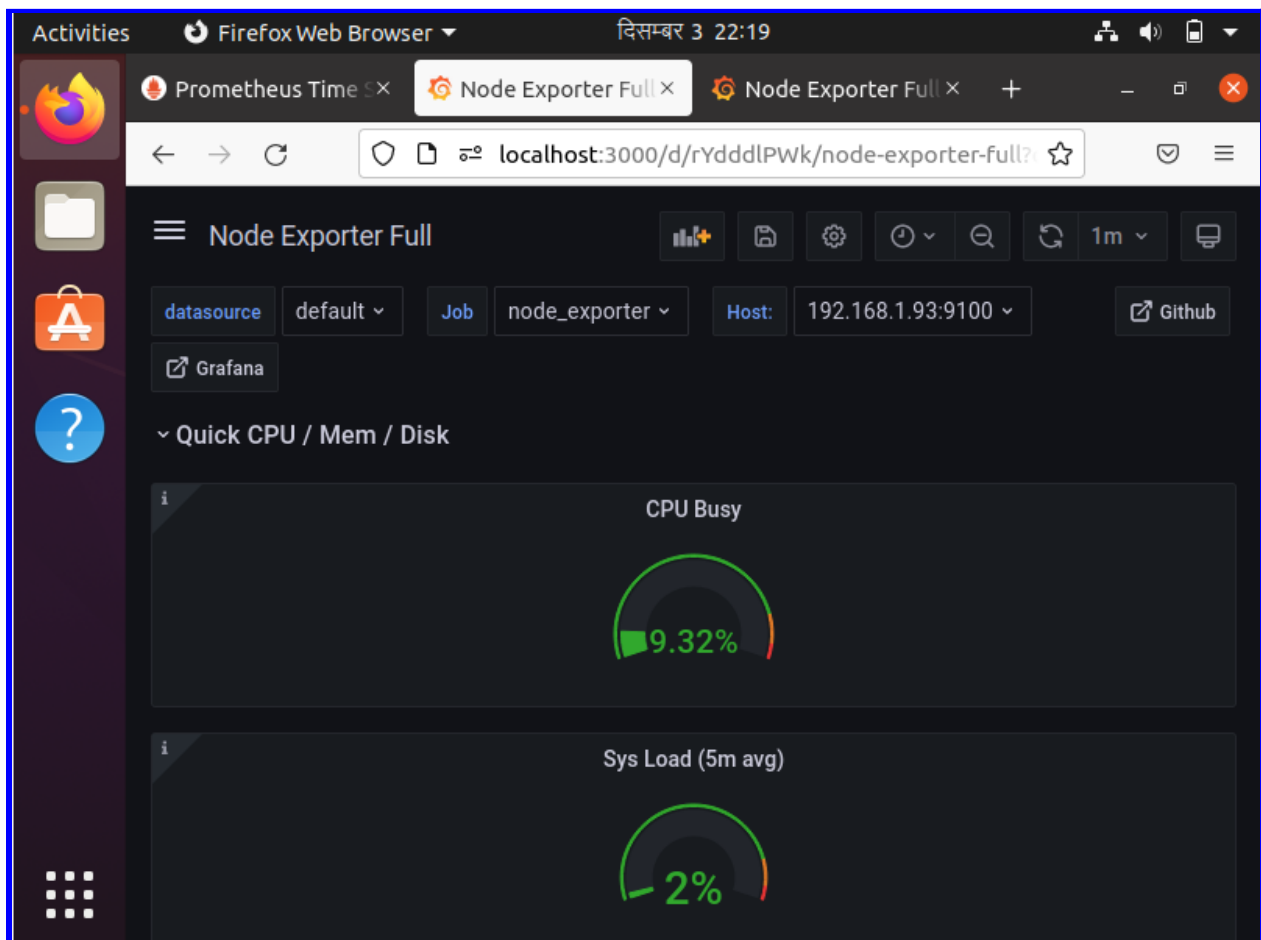 Activities Firefox Web Browser दिसम्बर 3 22:19
Prometheus Time S Node Exporter Full Node Exporter Full
localhost:3000/d/rYdddlPWk/node-exporter-full?
Node Exporter Full 1m
datasource default Job node_exporter Host: 192.168.1.93:9100 Github
Grafana
Quick CPU / Mem / Disk
CPU Busy
9.32%
Sys Load (5m avg)
2%